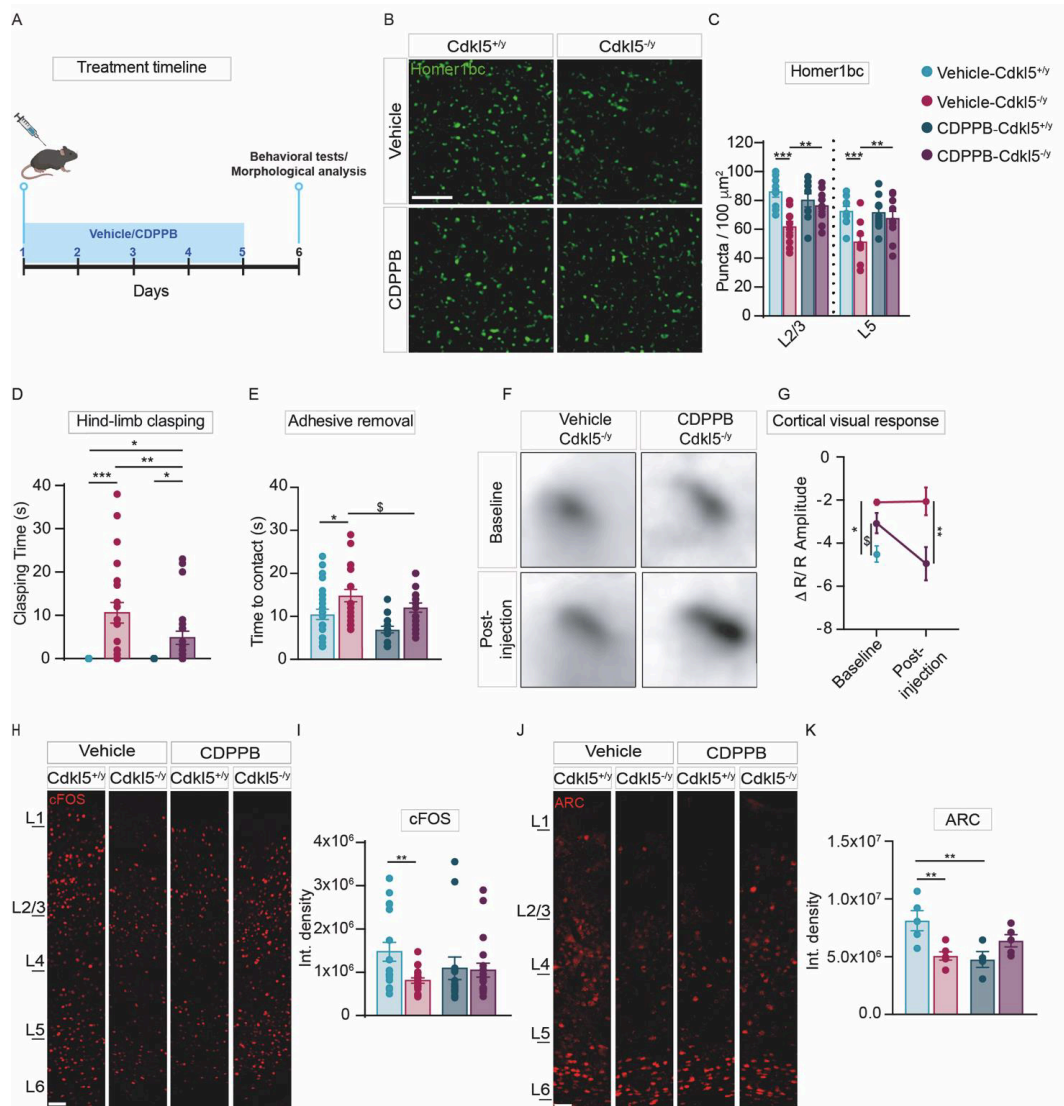 A
Treatment timeline
Behavioral tests/
Morphological analysis
Vehicle/CDPPB
1 2 3 4 5 6
Days
B
Cdkl5+/y Cdkl5-/y
Homer1bc
Vehicle
CDPPB
C
Homer1bc
Vehicle-Cdkl5+/y
Vehicle-Cdkl5-/y
CDPPB-Cdkl5+/y
CDPPB-Cdkl5-/y
*** ** *** **
Puncta / 100 µm²
120
100
80
60
40
20
0
L2/3 L5
D
Hind-limb clasping
*
**
*** *
Clasping Time (s)
40
30
20
10
0
E
Adhesive removal
* $
Time to contact (s)
40
30
20
10
0
F
Vehicle
Cdkl5-/y
CDPPB
Cdkl5-/y
Baseline
Post-
injection
G
Cortical visual response
Δ R/ R Amplitude
-2
-4
-6
-8
* $ **
Baseline
Post-
injection
H
Vehicle CDPPB
Cdkl5+/y Cdkl5-/y Cdkl5+/y Cdkl5-/y
cFOS
L1
L2/3
L4
L5
L6
I
cFOS
**
Int. density
4x10⁶
3x10⁶
2x10⁶
1x10⁶
0
J
Vehicle CDPPB
Cdkl5+/y Cdkl5-/y Cdkl5+/y Cdkl5-/y
ARC
L1
L2/3
L4
L5
L6
K
ARC
**
**
Int. density
1.5x10⁷
1.0x10⁷
5.0x10⁶
0.0